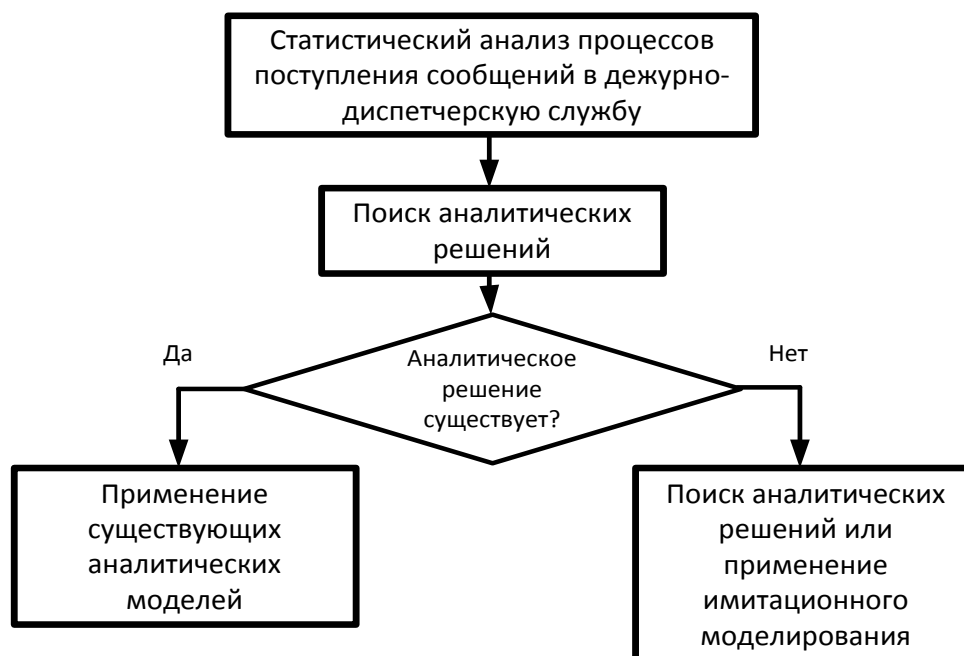 Статистический анализ процессов
поступления сообщений в дежурно-
диспетчерскую службу
Поиск аналитических
решений
Да
Нет
Аналитическое
решение
существует?
Применение
существующих
аналитических
моделей
Поиск аналитических
решений или
применение
имитационного
моделирования